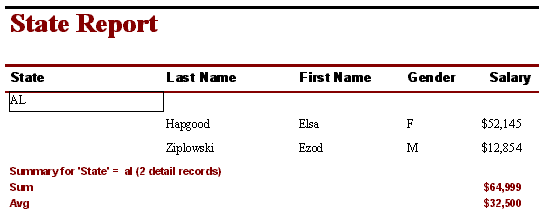 State Report
State Last Name First Name Gender Salary
AL
Hapgood Elsa F $52,145
Ziplowski Ezod M $12,854
Summary for 'State' = al (2 detail records)
Sum $64,999
Avg $32,500